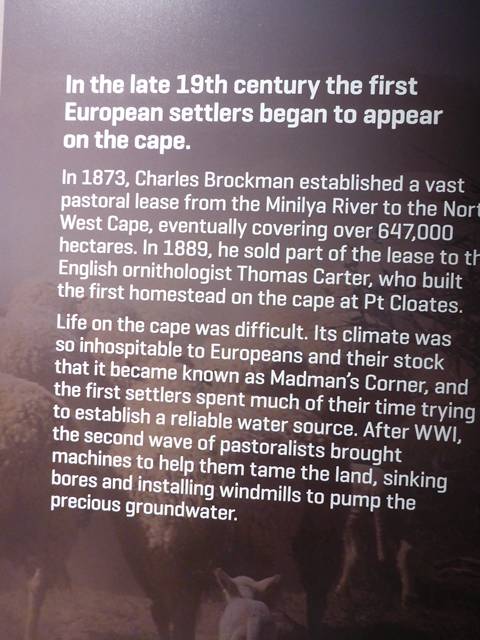 In the late 19th century the first
European settlers began to appear
on the cape.
In 1873, Charles Brockman established a vast
pastoral lease from the Minilya River to the Nort
West Cape, eventually covering over 647,000
hectares. In 1889, he sold part of the lease to th
English ornithologist Thomas Carter, who built
the first homestead on the cape at Pt Cloates.
Life on the cape was difficult. Its climate was
so inhospitable to Europeans and their stock
that it became known as Madman's Corner, and
the first settlers spent much of their time trying
to establish a reliable water source. After WWI,
the second wave of pastoralists brought
machines to help them tame the land, sinking
bores and installing windmills to pump the
precious groundwater.